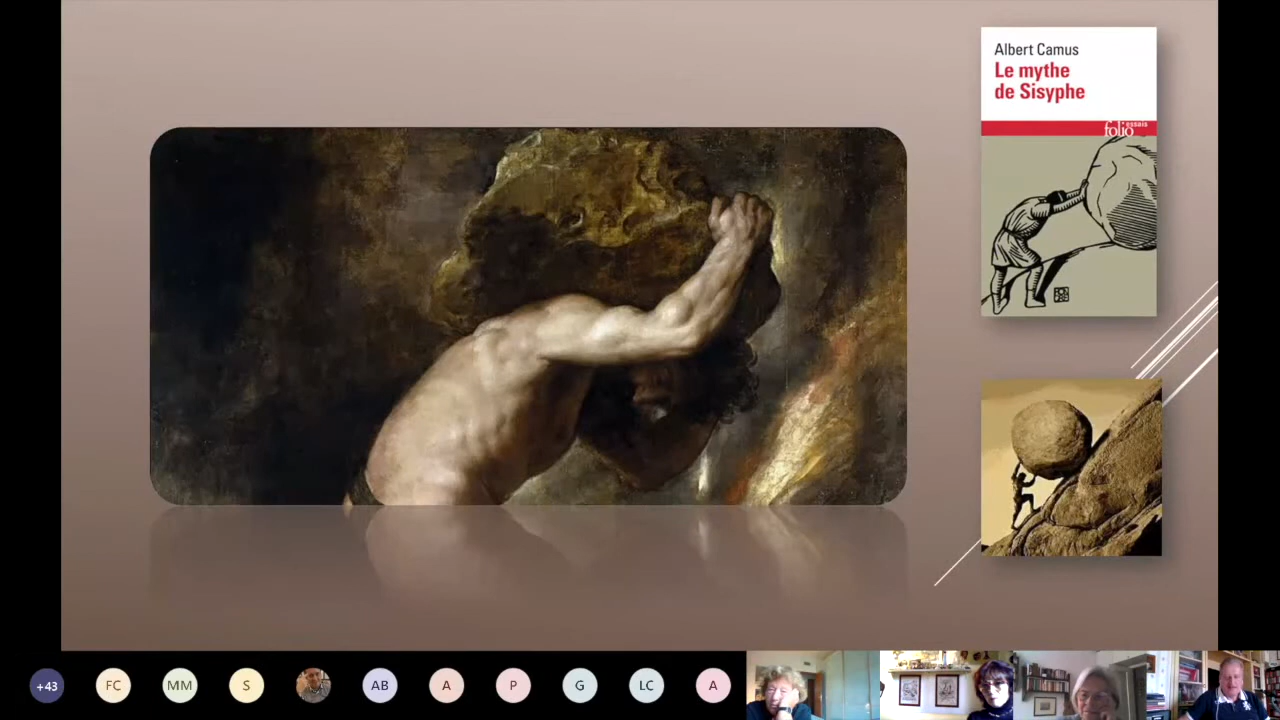 Albert Camus
Le mythe
de Sisyphe
essais
folio
+43
FC
MM
S
AB
A
P
G
LC
A